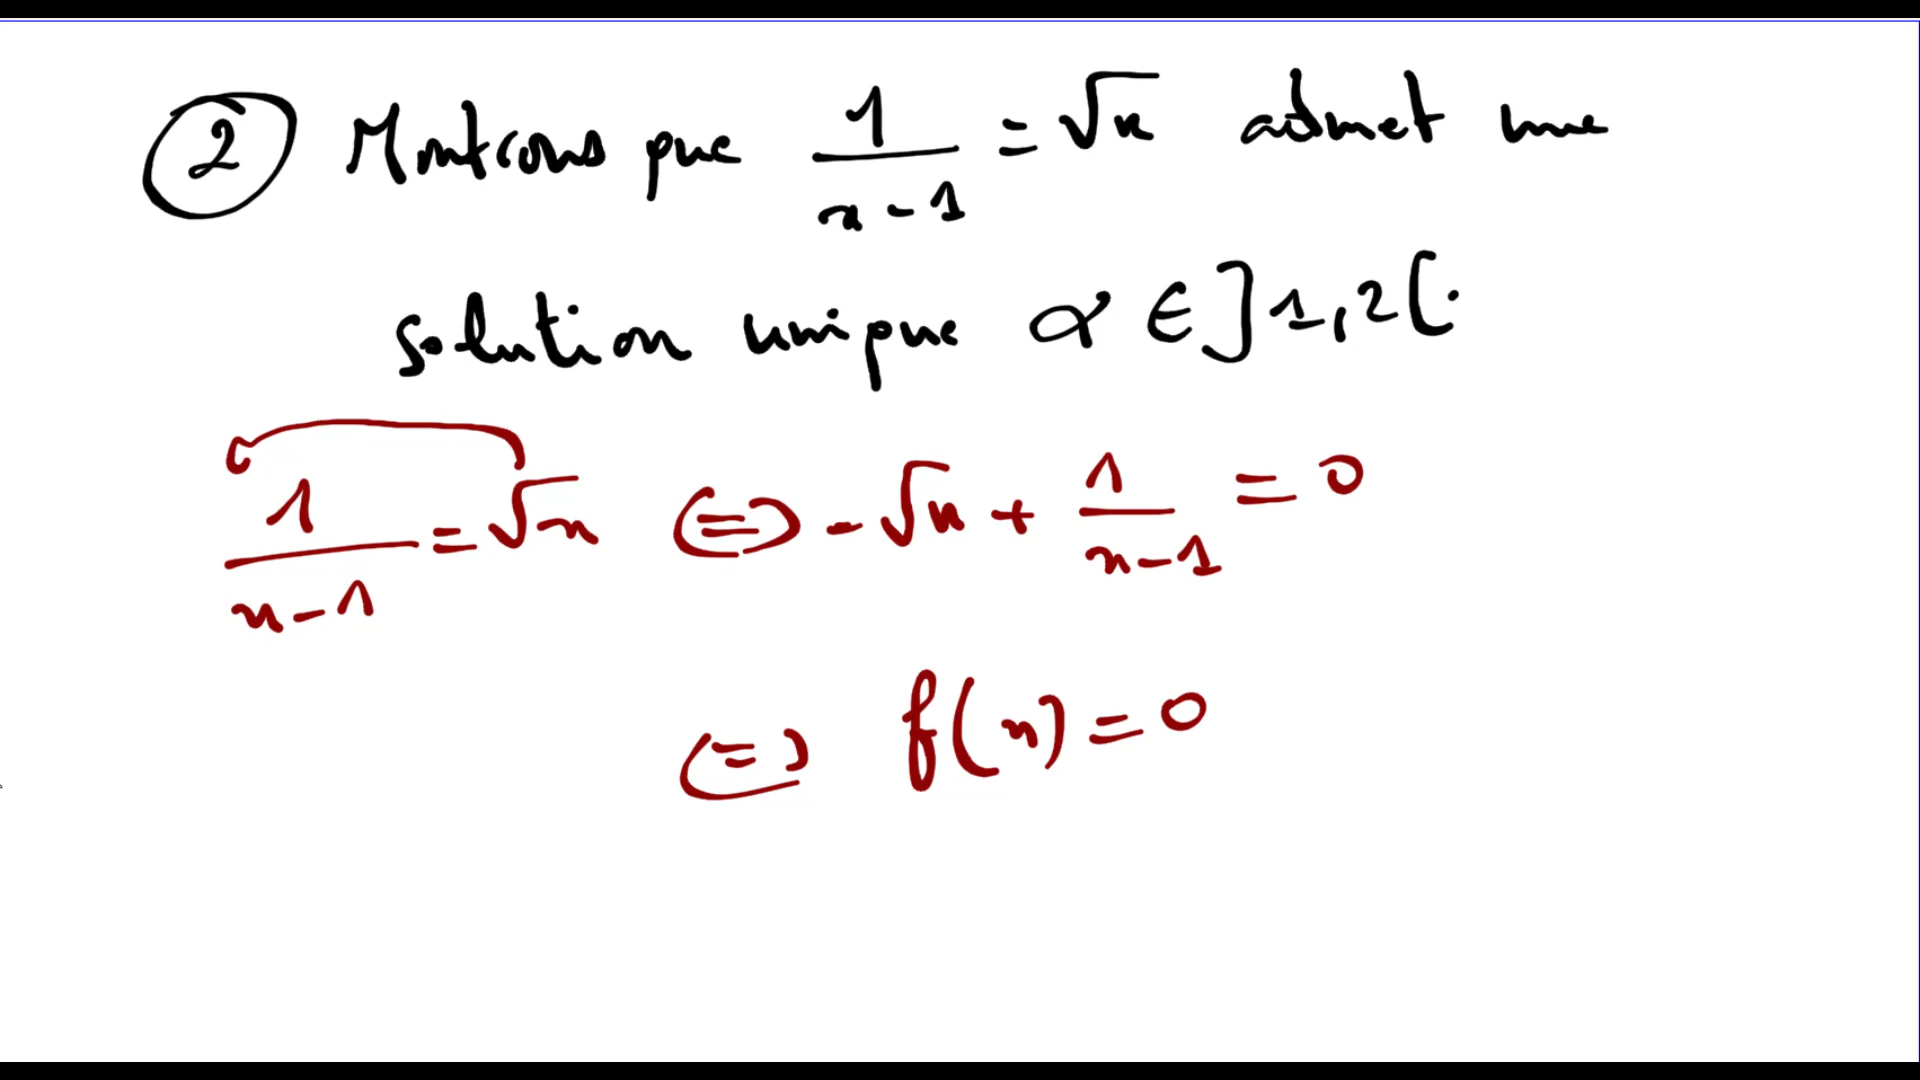 ② Montrons que 1/(x-1) = √x admet une
solution unique α ∈ ]1,2[.
1/(x-1) = √x (=) -√x + 1/(x-1) = 0
(=) f(x) = 0